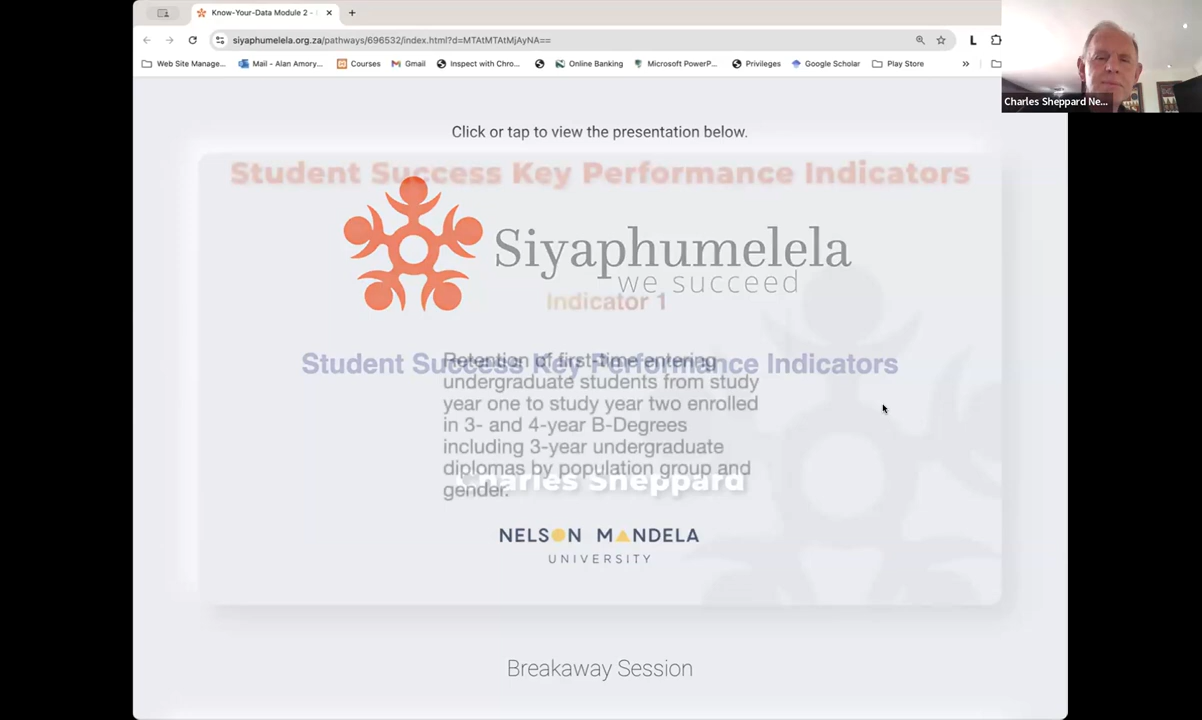 Know-Your-Data Module 2 -
siyaphumelela.org.za/pathways/696532/index.html?d=MTAtMTAtMjAyNA==
Web Site Manage...
Mail - Alan Amory...
Courses
Gmail
Inspect with Chro...
Online Banking
Microsoft PowerP...
Privileges
Google Scholar
Play Store
L
Charles Sheppard Ne...
Click or tap to view the presentation below.
Student Success Key Performance Indicators
Siyaphumelela
we succeed
Indicator 1
Student Success Key Performance Indicators
Retention of first-time entering
undergraduate students from study
year one to study year two enrolled
in 3- and 4-year B-Degrees
including 3-year undergraduate
diplomas by population group and
gender.
Charles Sheppard
NELSON MANDELA
UNIVERSITY
Breakaway Session